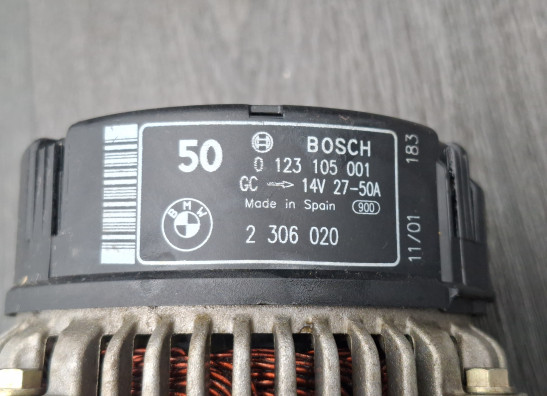 50 BOSCH
0 123 105 001
GC 14V 27-50A
Made in Spain 900
BMW 2 306 020
11/01 183